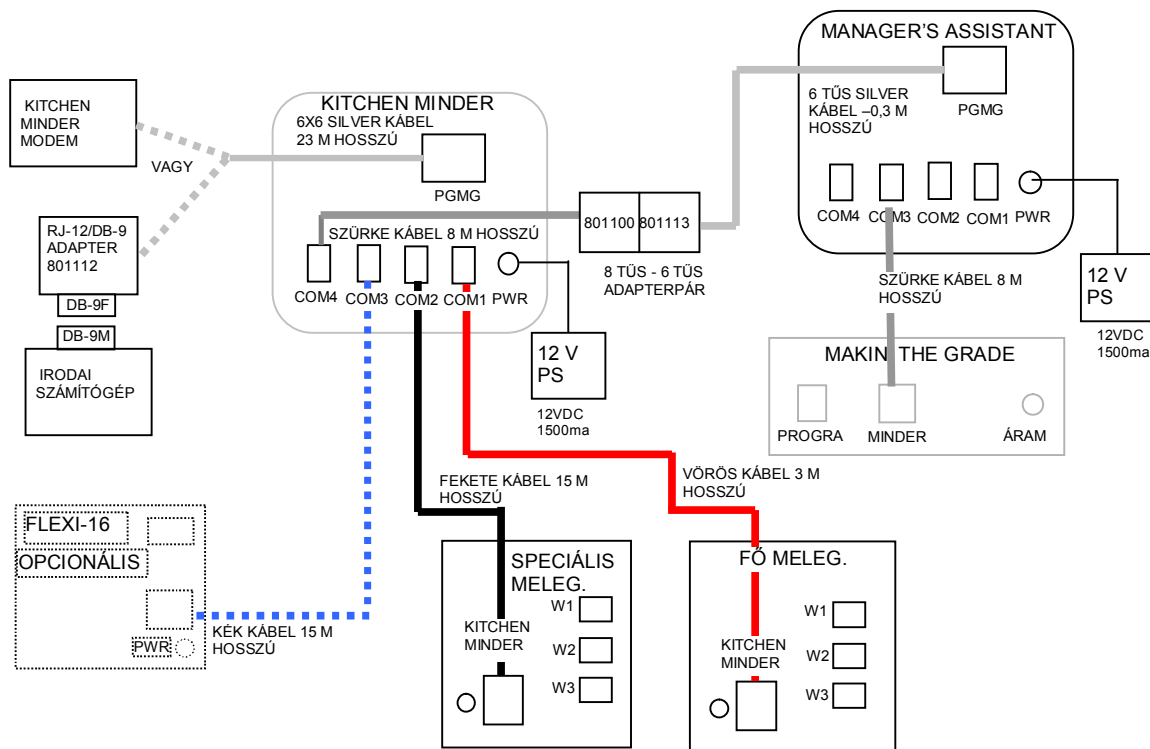 MANAGER'S ASSISTANT
6 TŰS SILVER
KÁBEL –0,3 M
HOSSZÚ
PGMG
COM4
COM3
COM2
COM1
PWR
KITCHEN
MINDER
MODEM
VAGY
KITCHEN MINDER
6X6 SILVER KÁBEL
23 M HOSSZÚ
PGMG
SZÜRKE KÁBEL 8 M HOSSZÚ
COM4
COM3
COM2
COM1
PWR
801100
801113
8 TŰS - 6 TŰS
ADAPTERPÁR
RJ-12/DB-9
ADAPTER
801112
DB-9F
DB-9M
IRODAI
SZÁMÍTÓGÉP
12 V
PS
12VDC
1500ma
SZÜRKE KÁBEL 8 M
HOSSZÚ
12 V
PS
12VDC
1500ma
MAKIN' THE GRADE
PROGRA
MINDER
ÁRAM
FEKETE KÁBEL 15 M
HOSSZÚ
VÖRÖS KÁBEL 3 M
HOSSZÚ
FLEXI-16
OPCIONÁLIS
PWR
KÉK KÁBEL 15 M
HOSSZÚ
SPECIÁLIS
MELEG.
W1
W2
W3
KITCHEN
MINDER
FŐ MELEG.
W1
W2
W3
KITCHEN
MINDER